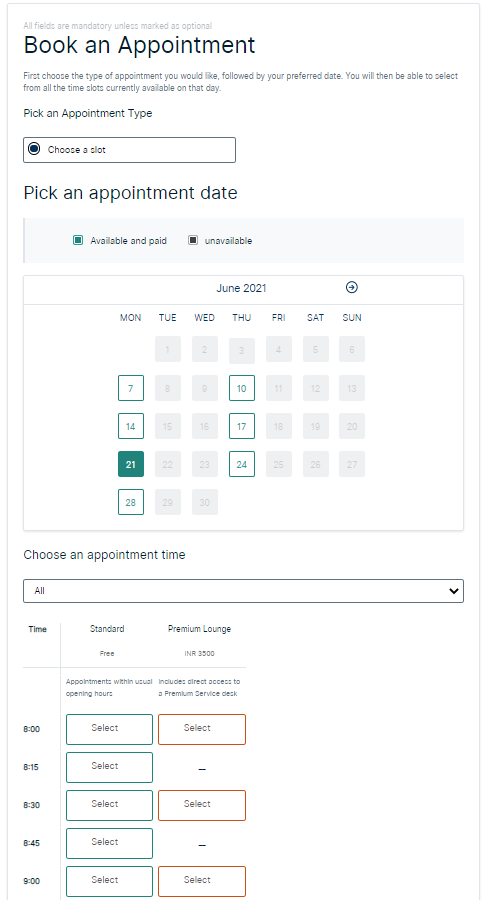 All fields are mandatory unless marked as optional
Book an Appointment
First choose the type of appointment you would like, followed by your preferred date. You will then be able to select
from all the time slots currently available on that day.
Pick an Appointment Type
Choose a slot
Pick an appointment date
Available and paid unavailable
June 2021
MON TUE WED THU FRI SAT SUN
1 2 3 4 5 6
7 8 9 10 11 12 13
14 15 16 17 18 19 20
21 22 23 24 25 26 27
28 29 30
Choose an appointment time
All
Time Standard Premium Lounge
Free INR 3500
Appointments within usual includes direct access to
opening hours a Premium Service desk
8:00 Select Select
8:15 Select —
8:30 Select Select
8:45 Select —
9:00 Select Select